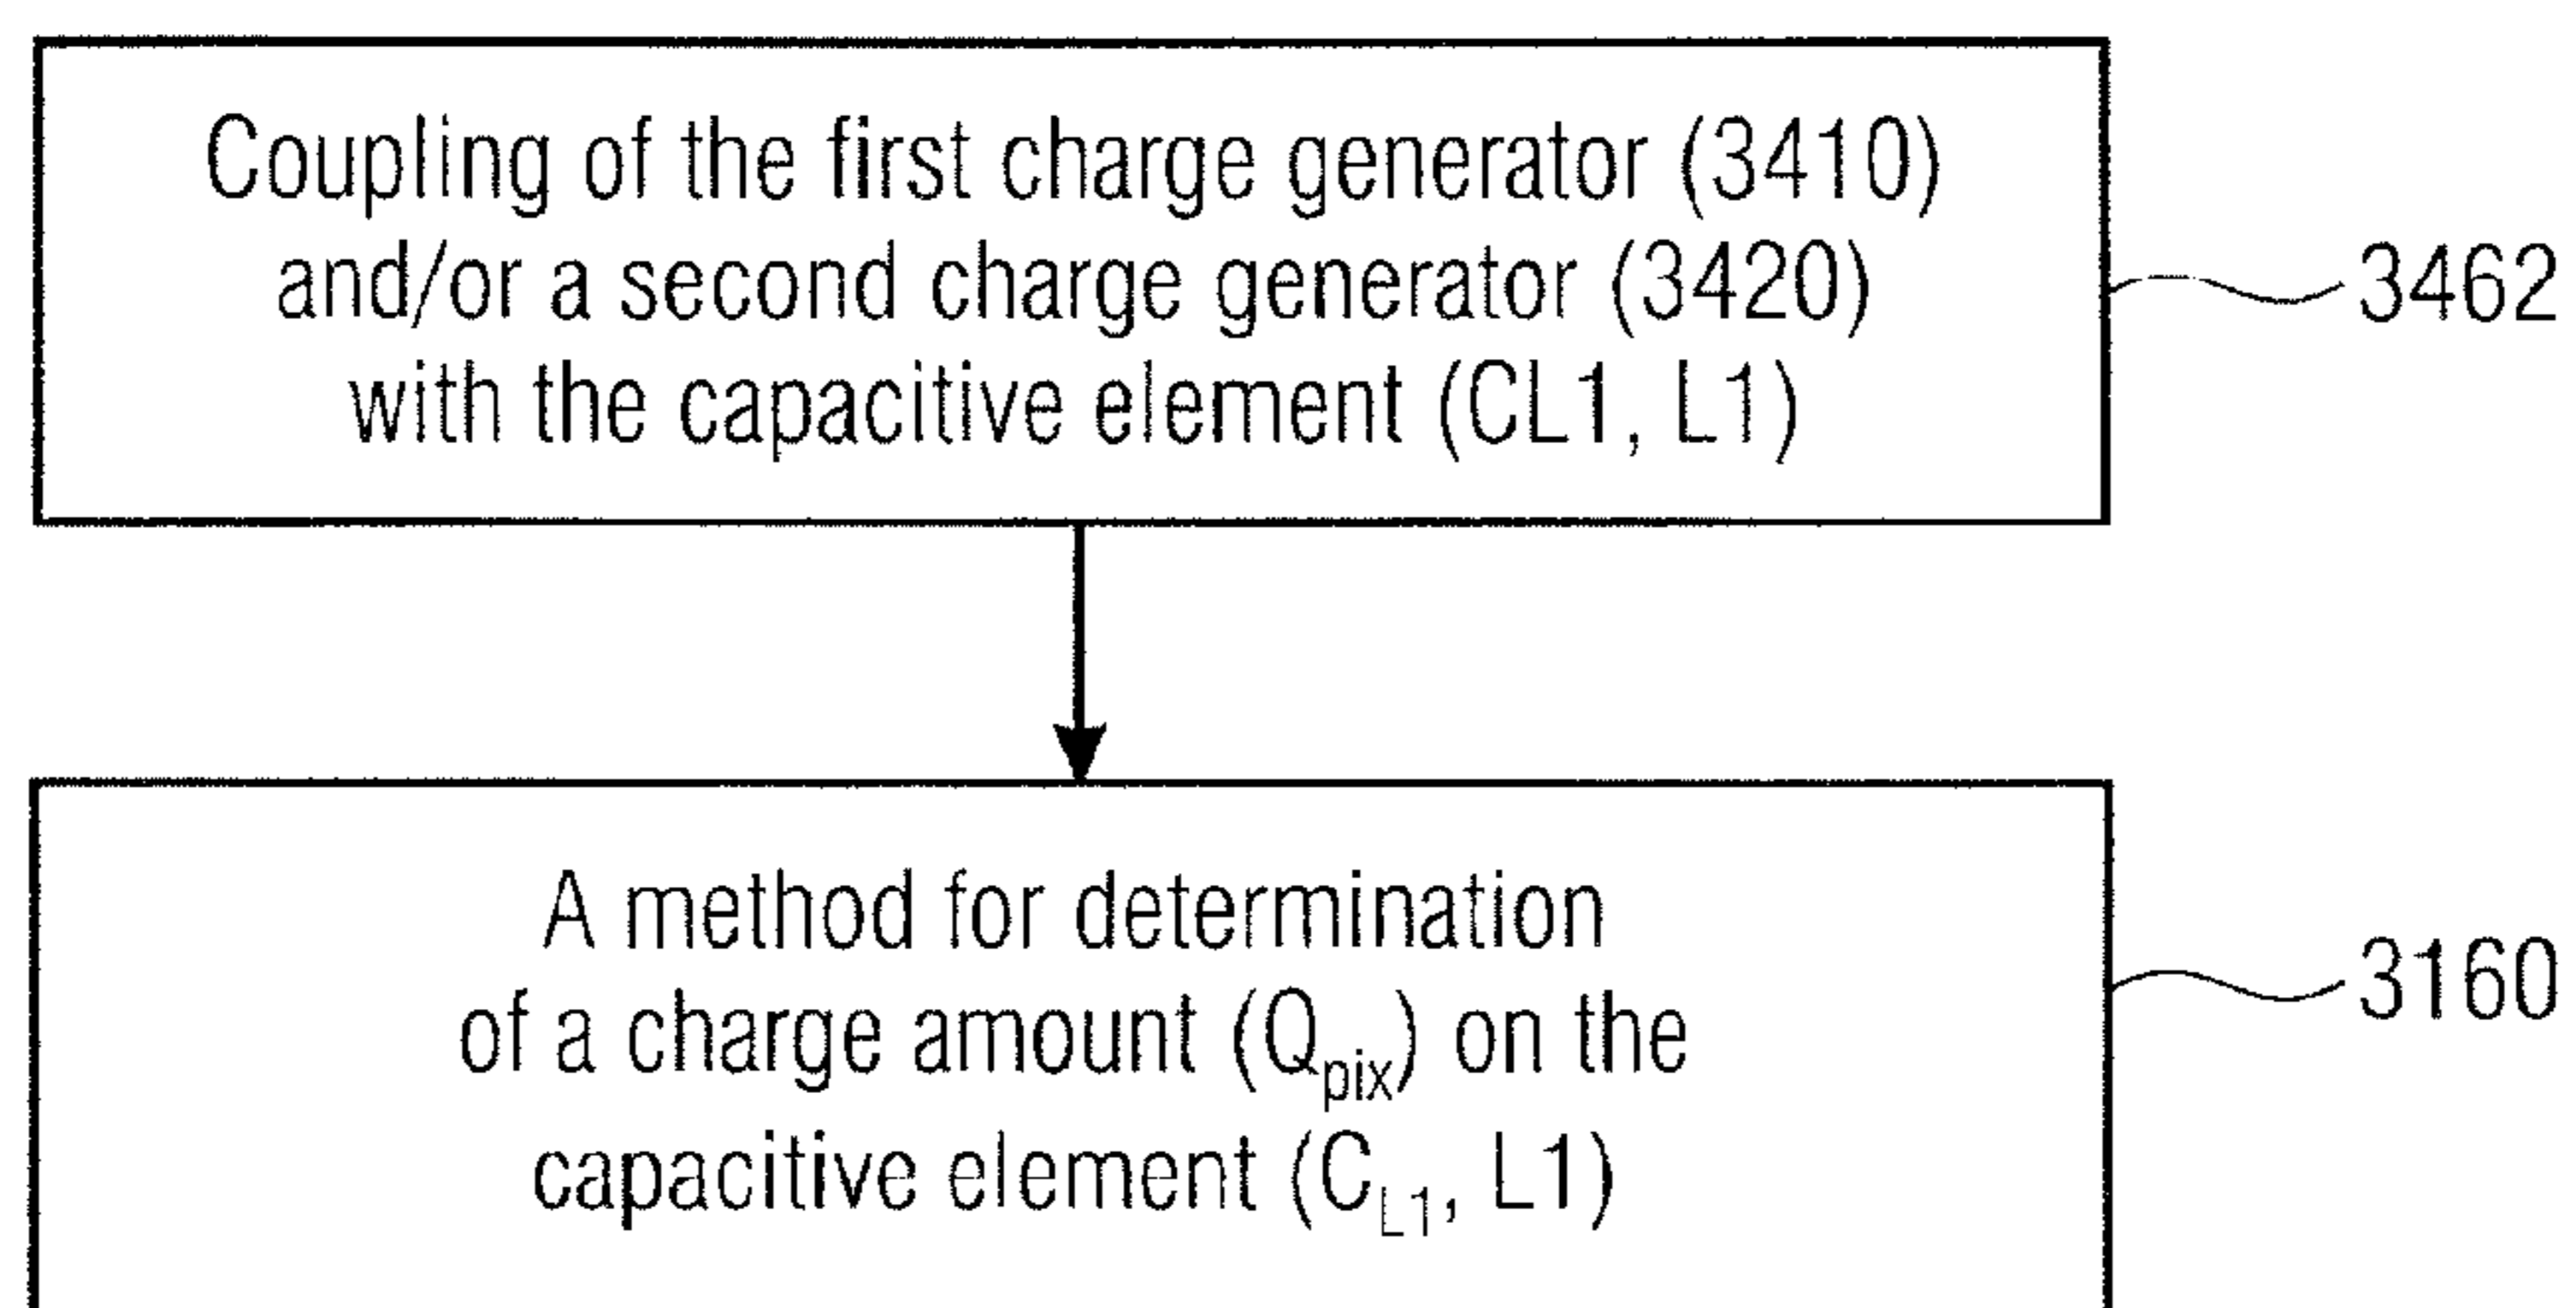 Coupling of the first charge generator (3410)
and/or a second charge generator (3420)
with the capacitive element (CL1, L1)
3462
A method for determination
of a charge amount (Qpix) on the
capacitive element (CL1, L1)
3160